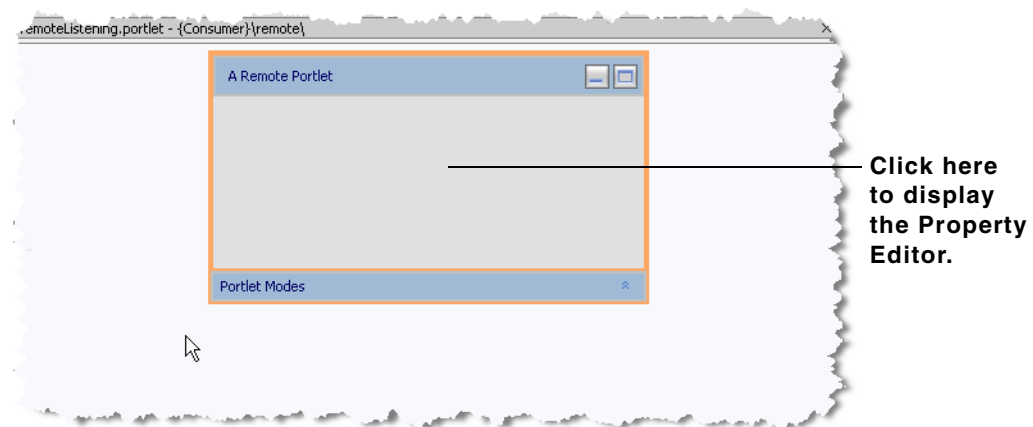 emoteListening.portlet - {Consumer}\remote\
A Remote Portlet
Click here
to display
the Property
Editor.
Portlet Modes